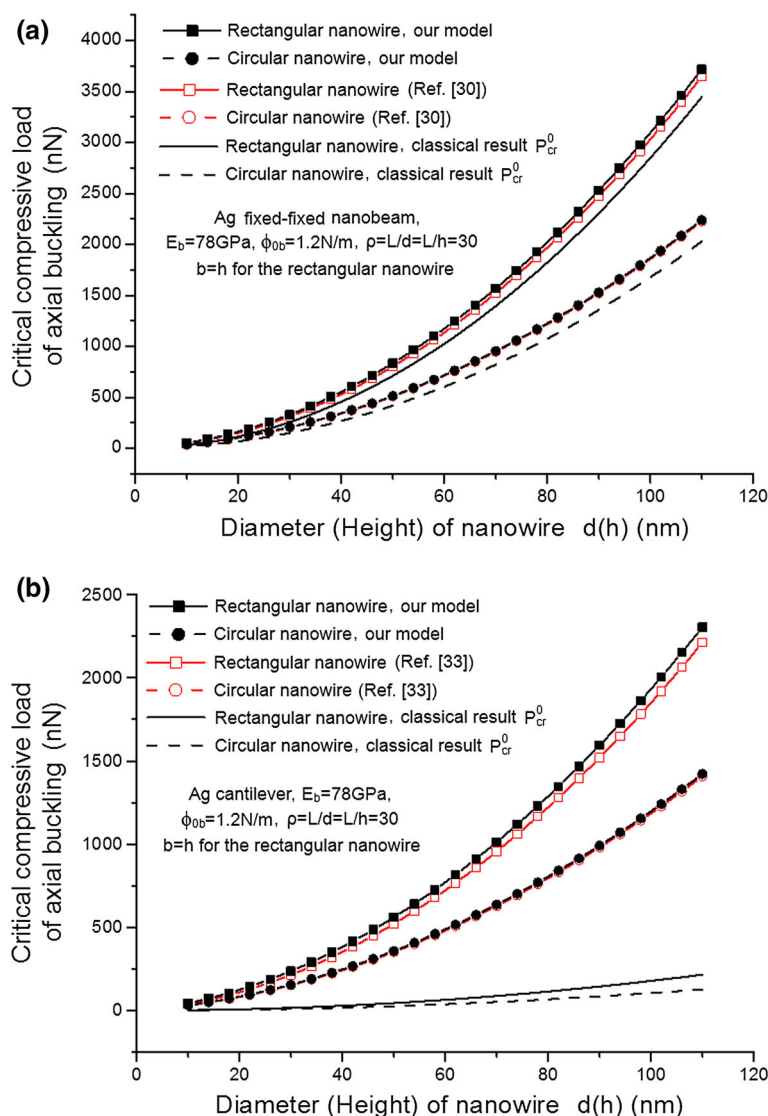 (a)
Critical compressive load
of axial buckling (nN)
4000
3500
3000
2500
2000
1500
1000
500
0
Rectangular nanowire, our model
Circular nanowire, our model
Rectangular nanowire (Ref. [30])
Circular nanowire (Ref. [30])
Rectangular nanowire, classical result P⁰cr
Circular nanowire, classical result P⁰cr
Ag fixed-fixed nanobeam,
Eb=78GPa, ϕ0b=1.2N/m, ρ=L/d=L/h=30
b=h for the rectangular nanowire
0 20 40 60 80 100 120
Diameter (Height) of nanowire d(h) (nm)
(b)
Critical compressive load
of axial buckling (nN)
2500
2000
1500
1000
500
0
Rectangular nanowire, our model
Circular nanowire, our model
Rectangular nanowire (Ref. [33])
Circular nanowire (Ref. [33])
Rectangular nanowire, classical result P⁰cr
Circular nanowire, classical result P⁰cr
Ag cantilever, Eb=78GPa,
ϕ0b=1.2N/m, ρ=L/d=L/h=30
b=h for the rectangular nanowire
0 20 40 60 80 100 120
Diameter (Height) of nanowire d(h) (nm)